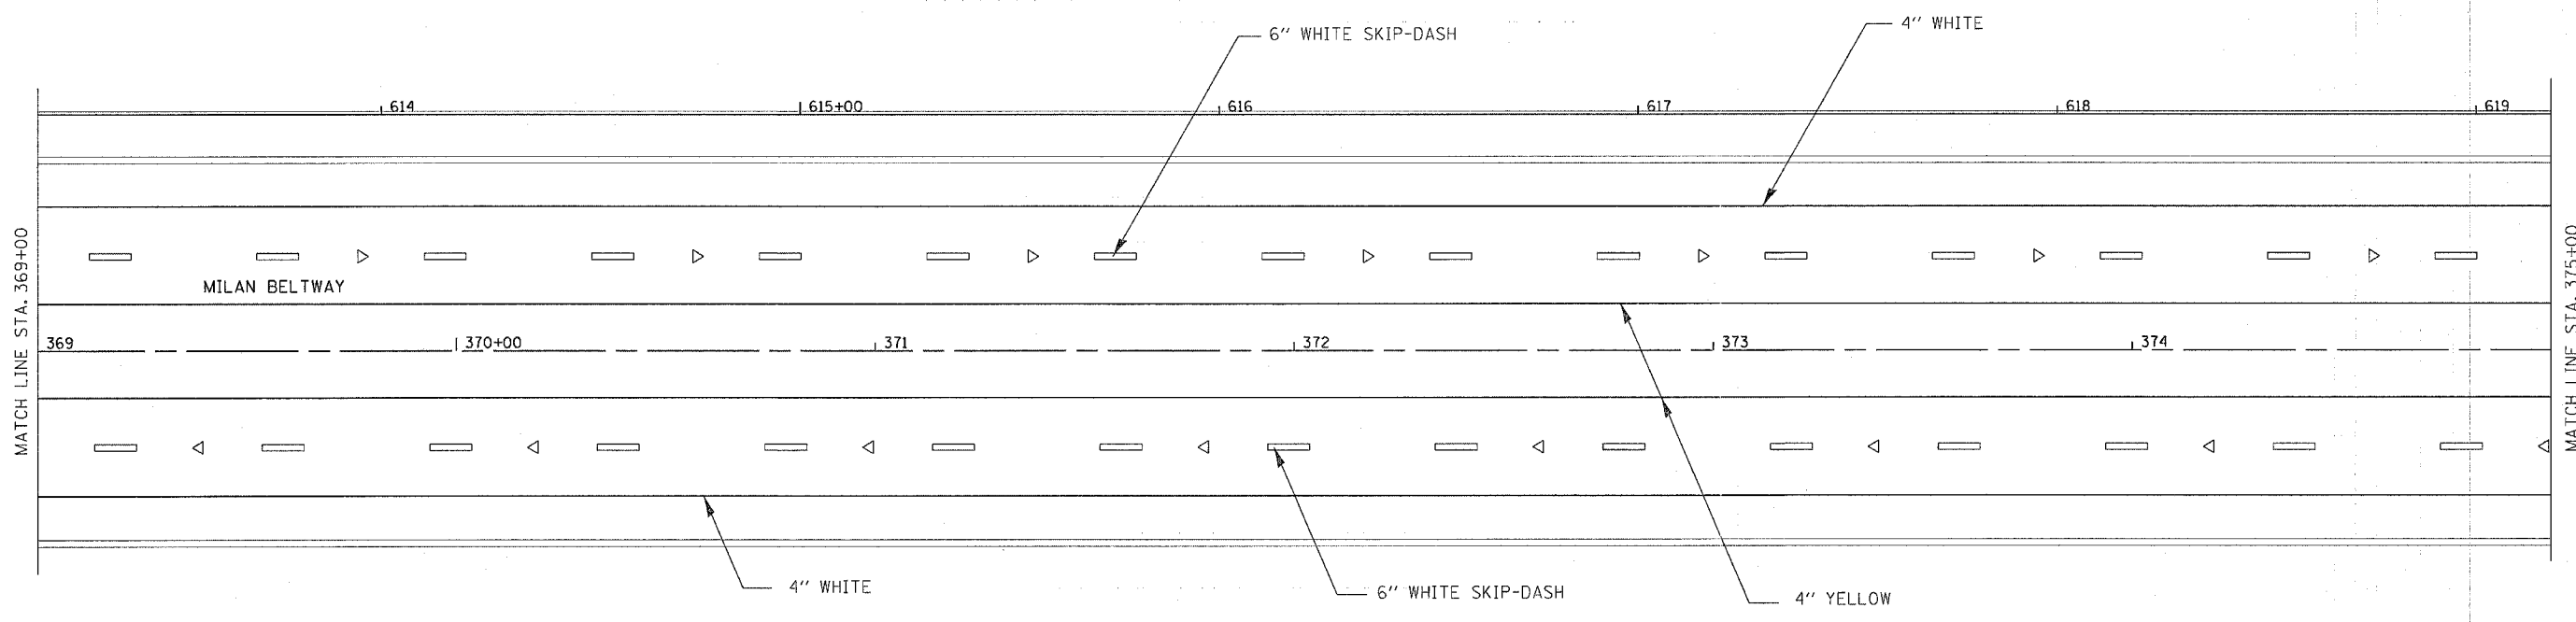 6" WHITE SKIP-DASH
4" WHITE
614
615+00
616
617
618
619
MATCH LINE STA. 369+00
MATCH LINE STA. 375+00
MILAN BELTWAY
369
370+00
371
372
373
374
4" WHITE
6" WHITE SKIP-DASH
4" YELLOW